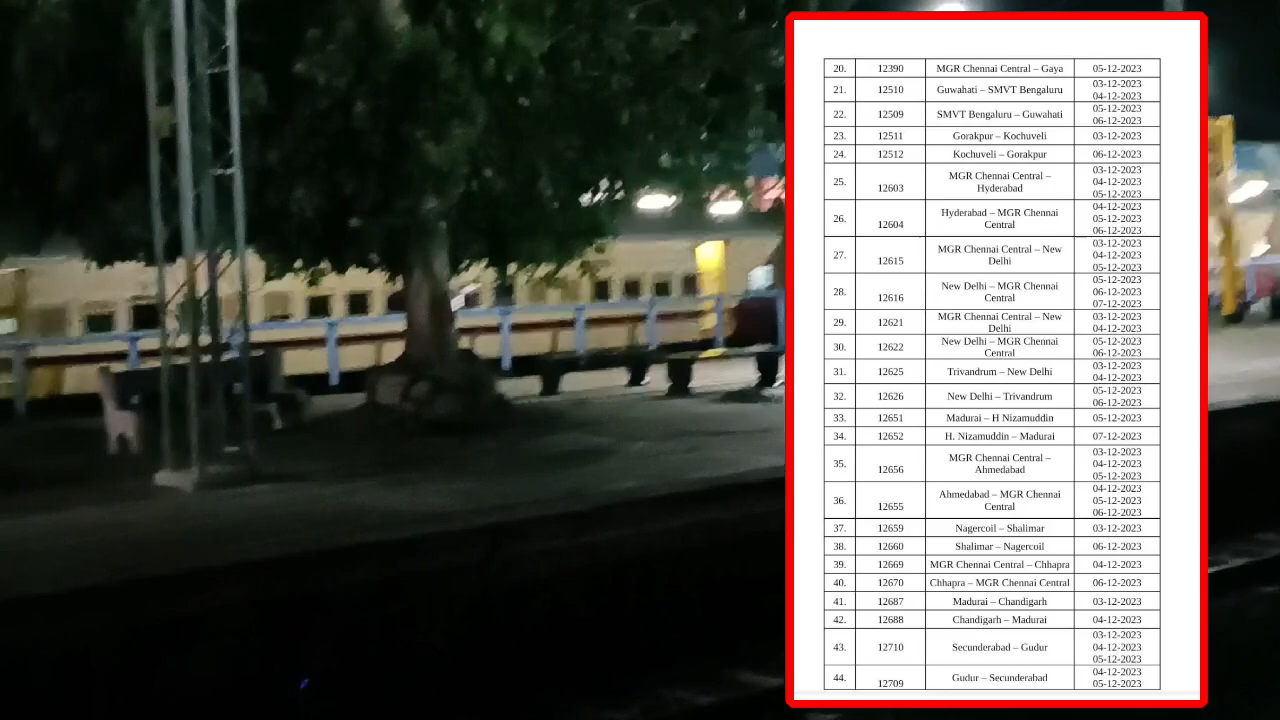 20. 12390 MGR Chennai Central – Gaya 05-12-2023
21. 12510 Guwahati – SMVT Bengaluru 03-12-2023
04-12-2023
22. 12509 SMVT Bengaluru – Guwahati 05-12-2023
06-12-2023
23. 12511 Gorakpur – Kochuveli 03-12-2023
24. 12512 Kochuveli – Gorakpur 06-12-2023
25. 12603 MGR Chennai Central –
Hyderabad 03-12-2023
04-12-2023
05-12-2023
26. 12604 Hyderabad – MGR Chennai
Central 04-12-2023
05-12-2023
06-12-2023
27. 12615 MGR Chennai Central – New
Delhi 03-12-2023
04-12-2023
05-12-2023
28. 12616 New Delhi – MGR Chennai
Central 05-12-2023
06-12-2023
07-12-2023
29. 12621 MGR Chennai Central – New
Delhi 03-12-2023
04-12-2023
30. 12622 New Delhi – MGR Chennai
Central 05-12-2023
06-12-2023
31. 12625 Trivandrum – New Delhi 03-12-2023
04-12-2023
32. 12626 New Delhi – Trivandrum 05-12-2023
06-12-2023
33. 12651 Madurai – H Nizamuddin 05-12-2023
34. 12652 H. Nizamuddin – Madurai 07-12-2023
35. 12656 MGR Chennai Central –
Ahmedabad 03-12-2023
04-12-2023
05-12-2023
36. 12655 Ahmedabad – MGR Chennai
Central 04-12-2023
05-12-2023
06-12-2023
37. 12659 Nagercoil – Shalimar 03-12-2023
38. 12660 Shalimar – Nagercoil 06-12-2023
39. 12669 MGR Chennai Central – Chhapra 04-12-2023
40. 12670 Chhapra – MGR Chennai Central 06-12-2023
41. 12687 Madurai – Chandigarh 03-12-2023
42. 12688 Chandigarh – Madurai 04-12-2023
43. 12710 Secunderabad – Gudur 03-12-2023
04-12-2023
05-12-2023
44. 12709 Gudur – Secunderabad 04-12-2023
05-12-2023